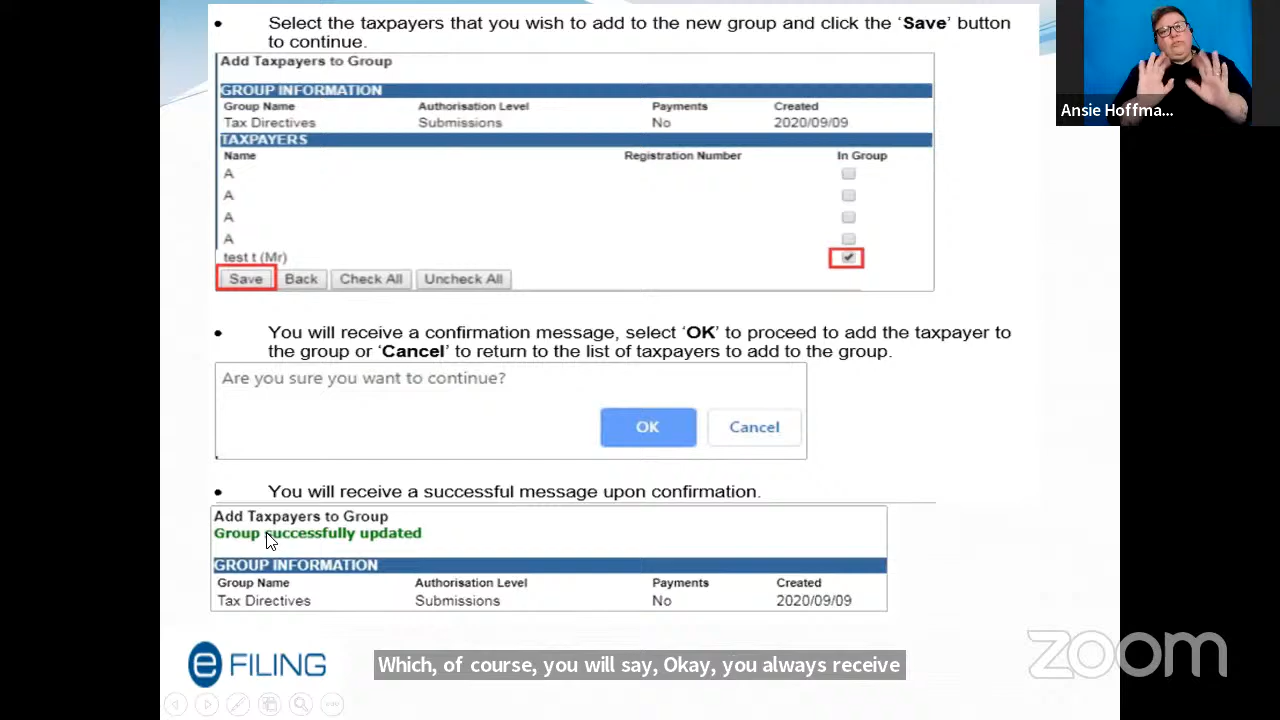 • Select the taxpayers that you wish to add to the new group and click the ‘Save’ button
to continue.
Add Taxpayers to Group
GROUP INFORMATION
Group Name Authorisation Level Payments Created
Tax Directives Submissions No 2020/09/09
TAXPAYERS
Name Registration Number In Group
A
A
A
A
test t (Mr)
Save Back Check All Uncheck All
• You will receive a confirmation message, select ‘OK’ to proceed to add the taxpayer to
the group or ‘Cancel’ to return to the list of taxpayers to add to the group.
Are you sure you want to continue?
OK Cancel
• You will receive a successful message upon confirmation.
Add Taxpayers to Group
Group successfully updated
GROUP INFORMATION
Group Name Authorisation Level Payments Created
Tax Directives Submissions No 2020/09/09
e FILING
Which, of course, you will say, Okay, you always receive
zoom
Ansie Hoffma...